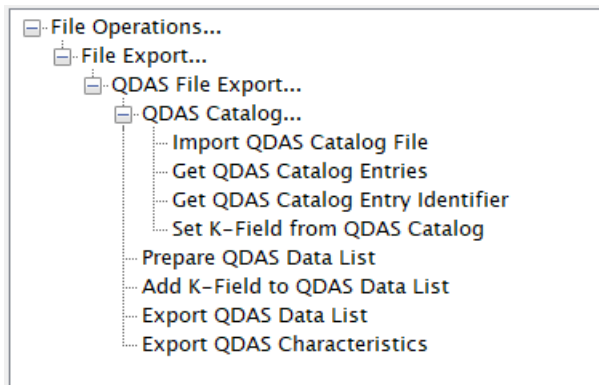 File Operations...
File Export...
QDAS File Export...
QDAS Catalog...
Import QDAS Catalog File
Get QDAS Catalog Entries
Get QDAS Catalog Entry Identifier
Set K-Field from QDAS Catalog
Prepare QDAS Data List
Add K-Field to QDAS Data List
Export QDAS Data List
Export QDAS Characteristics